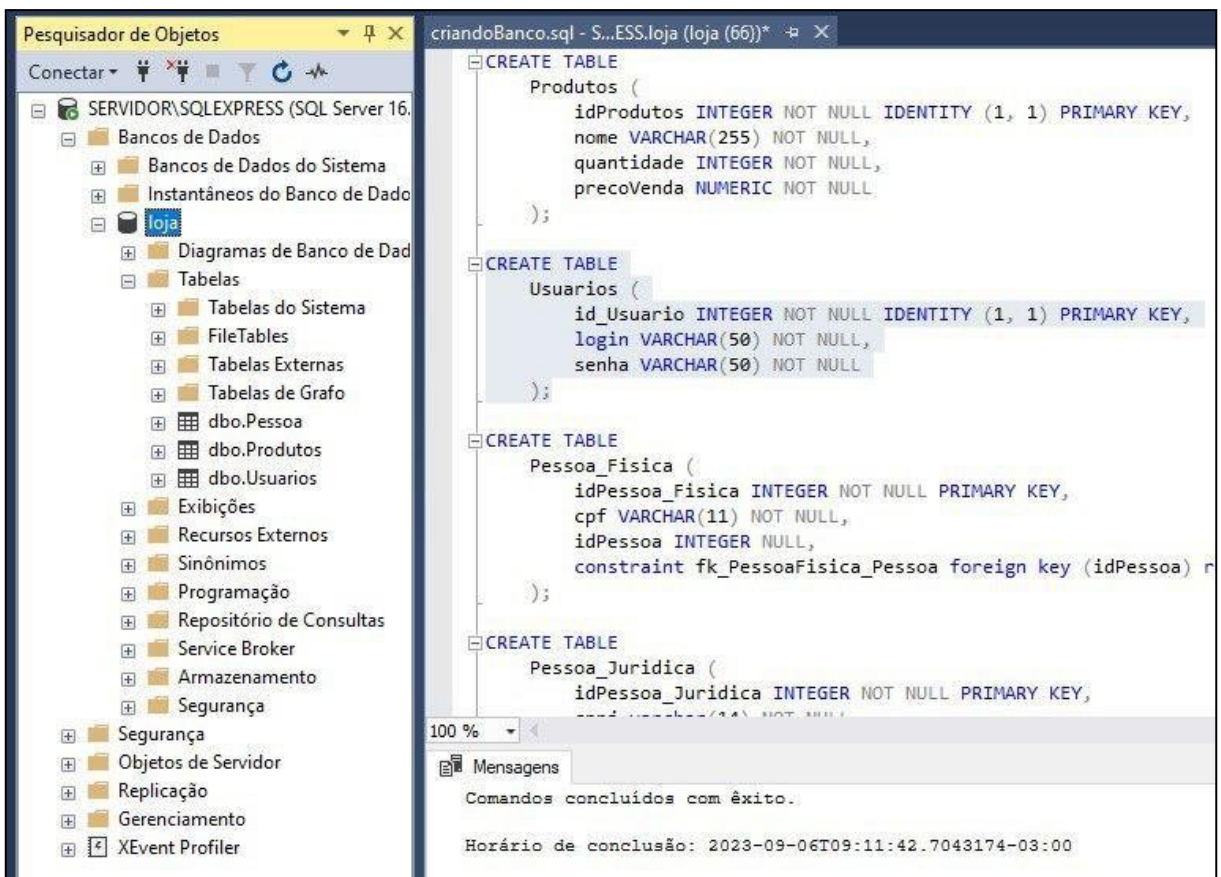 Pesquisador de Objetos
Conectar
SERVIDOR\SQLEXPRESS (SQL Server 16.
Bancos de Dados
Bancos de Dados do Sistema
Instantâneos do Banco de Dado
loja
Diagramas de Banco de Dad
Tabelas
Tabelas do Sistema
FileTables
Tabelas Externas
Tabelas de Grafo
dbo.Pessoa
dbo.Produtos
dbo.Usuarios
Exibições
Recursos Externos
Sinônimos
Programação
Repositório de Consultas
Service Broker
Armazenamento
Segurança
Segurança
Objetos de Servidor
Replicação
Gerenciamento
XEvent Profiler
criandoBanco.sql - S...ESS.loja (loja (66))*
CREATE TABLE
Produtos (
idProdutos INTEGER NOT NULL IDENTITY (1, 1) PRIMARY KEY,
nome VARCHAR(255) NOT NULL,
quantidade INTEGER NOT NULL,
precoVenda NUMERIC NOT NULL
);
CREATE TABLE
Usuarios (
id_Usuario INTEGER NOT NULL IDENTITY (1, 1) PRIMARY KEY,
login VARCHAR(50) NOT NULL,
senha VARCHAR(50) NOT NULL
);
CREATE TABLE
Pessoa_Fisica (
idPessoa_Fisica INTEGER NOT NULL PRIMARY KEY,
cpf VARCHAR(11) NOT NULL,
idPessoa INTEGER NULL,
constraint fk_PessoaFisica_Pessoa foreign key (idPessoa) r
);
CREATE TABLE
Pessoa_Juridica (
idPessoa_Juridica INTEGER NOT NULL PRIMARY KEY,
100 %
Mensagens
Comandos concluídos com êxito.
Horário de conclusão: 2023-09-06T09:11:42.7043174-03:00